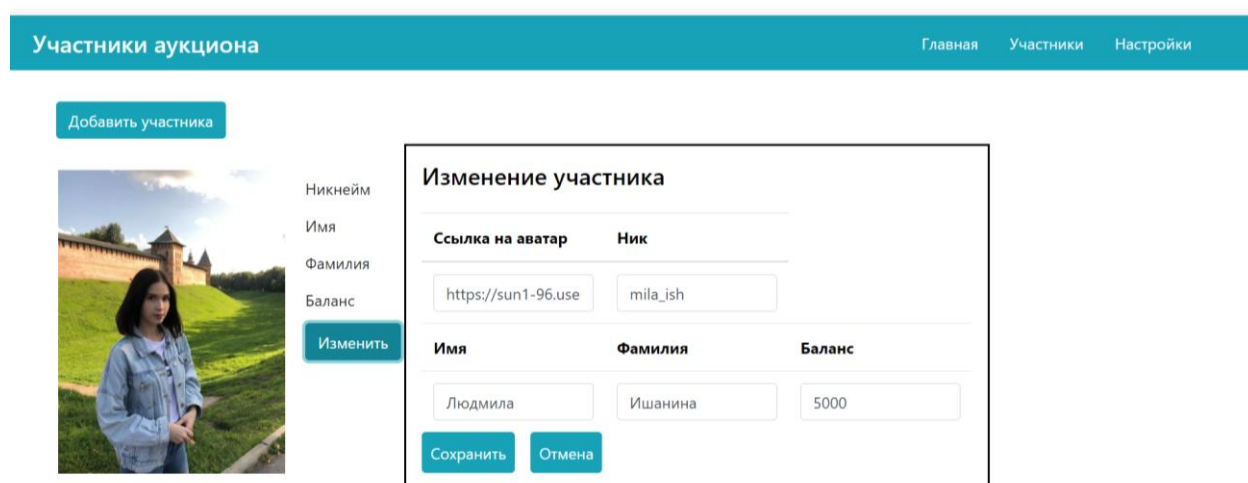 Участники аукциона
Главная Участники Настройки
Добавить участника
Никнейм
Имя
Фамилия
Баланс
Изменить
Изменение участника
Ссылка на аватар Ник
https://sun1-96.use mila_ish
Имя Фамилия Баланс
Людмила Ишанина 5000
Сохранить Отмена